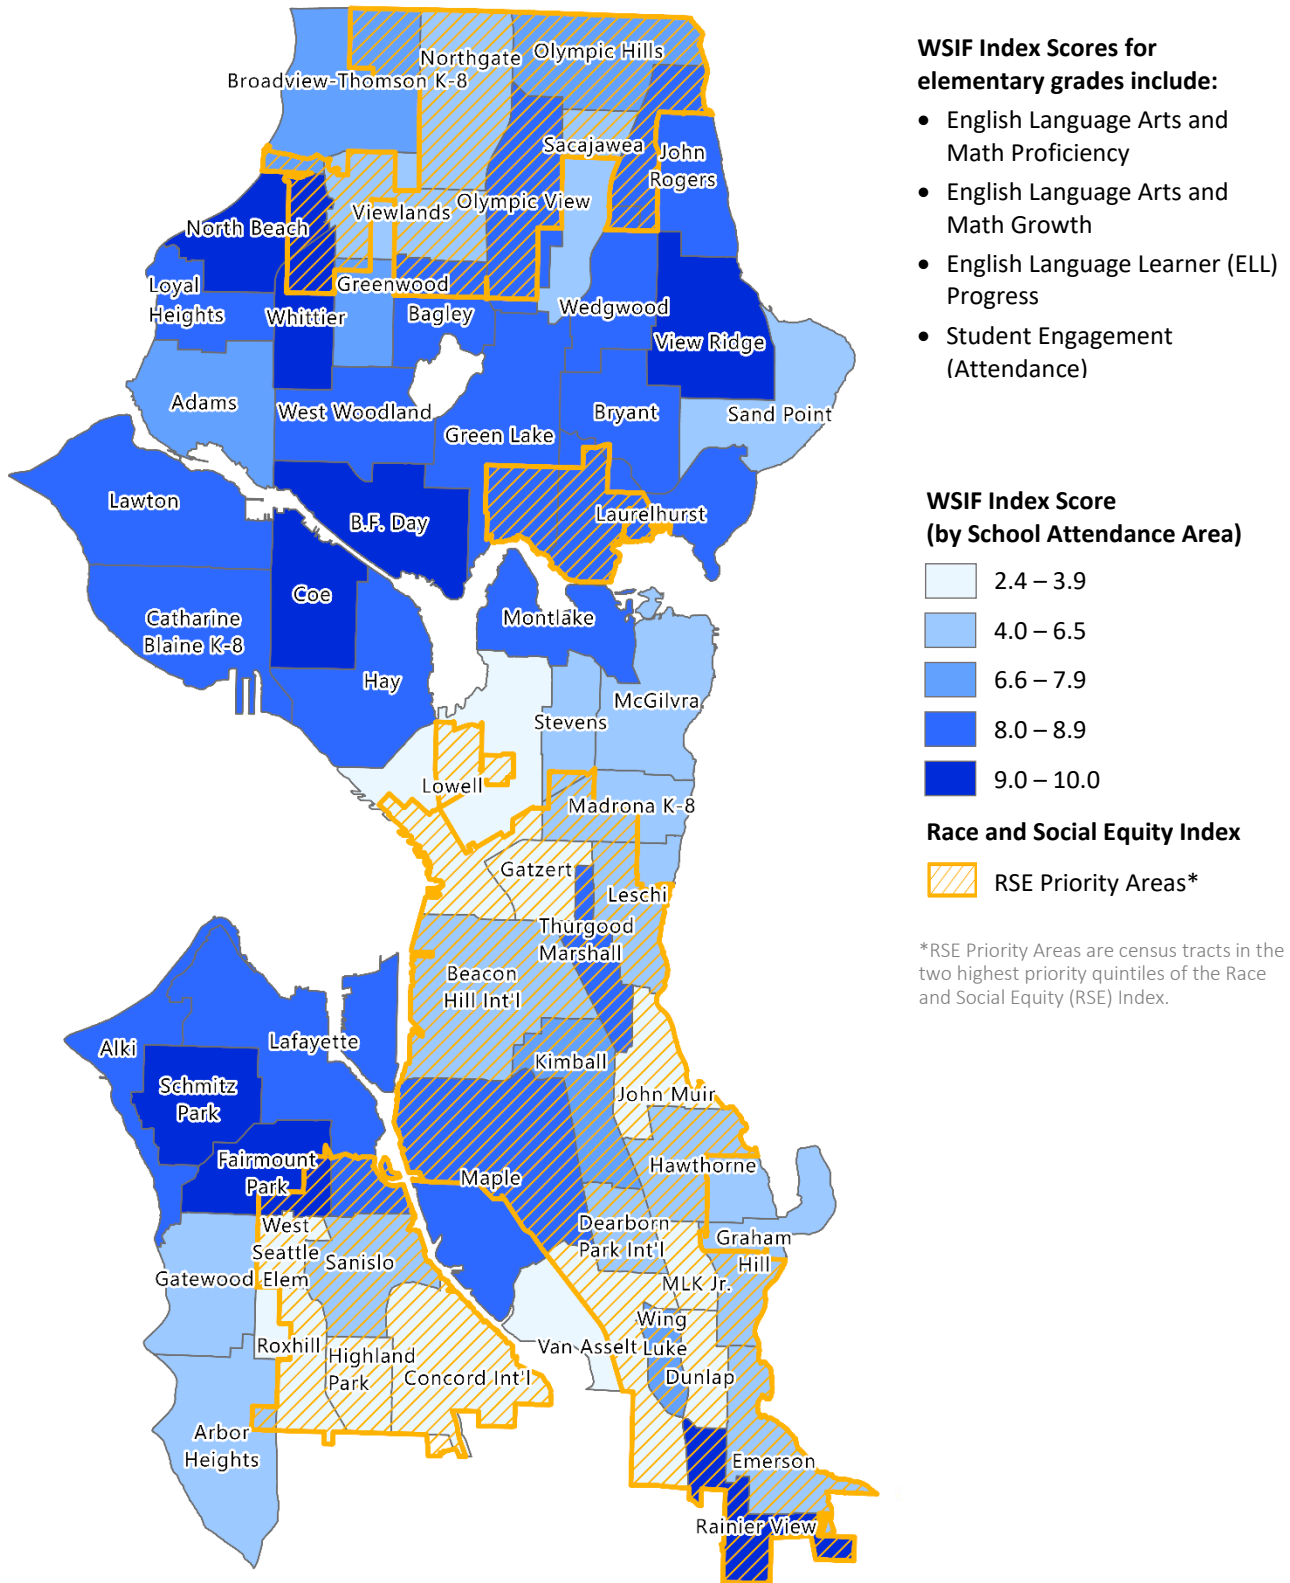 Broadview-Thomson K-8
Northgate
Olympic Hills
Sacajawea
John
Rogers
North Beach
Viewlands
Olympic View
Loyal
Heights
Whittier
Greenwood
Bagley
Wedgwood
View Ridge
Adams
West Woodland
Green Lake
Bryant
Sand Point
Lawton
B.F. Day
Laurelhurst
Coe
Catharine
Blaine K-8
Montlake
Hay
McGilvra
Stevens
Lowell
Madrona K-8
Gatzert
Leschi
Thurgood
Marshall
Beacon
Hill Int'l
Alki
Lafayette
Kimball
Schmitz
Park
John Muir
Fairmount
Park
Maple
Hawthorne
West
Seattle
Elem
Sanislo
Gatewood
Dearborn
Park Int'l
Graham
Hill
MLK Jr.
Roxhill
Highland
Park
Concord Int'l
Van Asselt
Wing
Luke
Dunlap
Arbor
Heights
Emerson
Rainier View
WSIF Index Scores for
elementary grades include:
• English Language Arts and
Math Proficiency
• English Language Arts and
Math Growth
• English Language Learner (ELL)
Progress
• Student Engagement
(Attendance)
WSIF Index Score
(by School Attendance Area)
2.4 – 3.9
4.0 – 6.5
6.6 – 7.9
8.0 – 8.9
9.0 – 10.0
Race and Social Equity Index
RSE Priority Areas*
*RSE Priority Areas are census tracts in the
two highest priority quintiles of the Race
and Social Equity (RSE) Index.